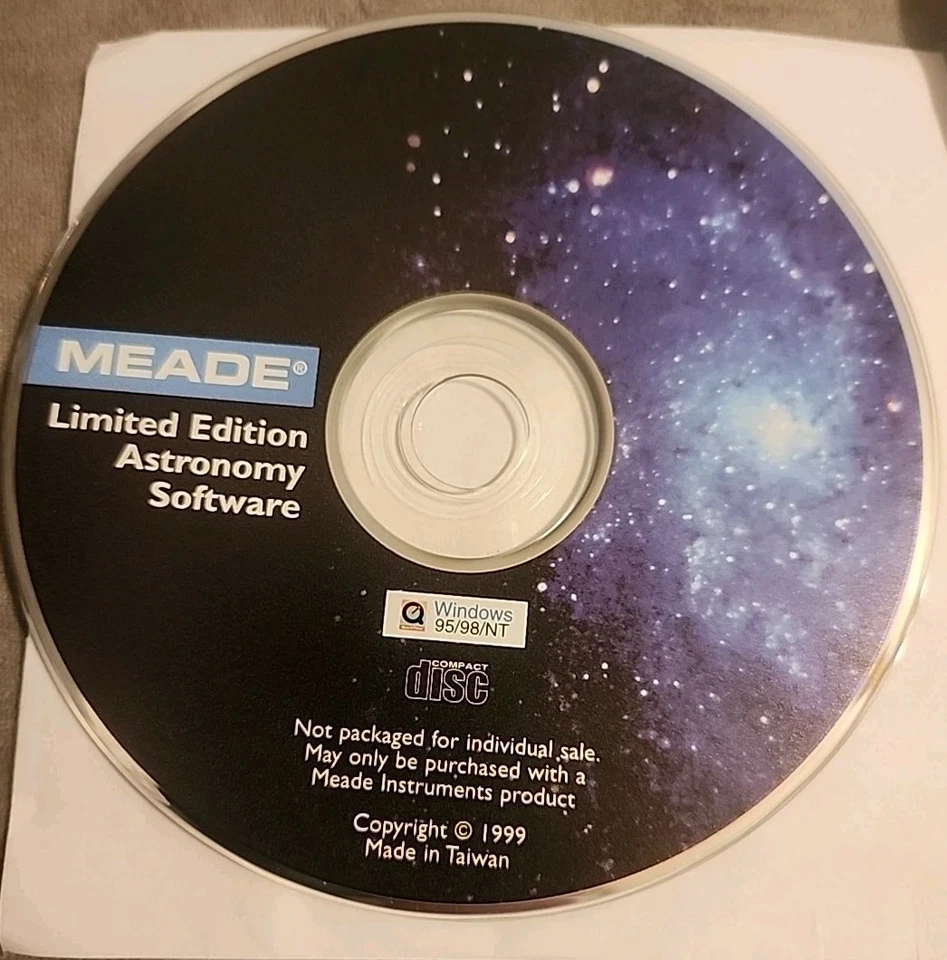 MEADE®
Limited Edition
Astronomy
Software
Windows
95/98/NT
COMPACT
disc
Not packaged for individual sale.
May only be purchased with a
Meade Instruments product
Copyright © 1999
Made in Taiwan